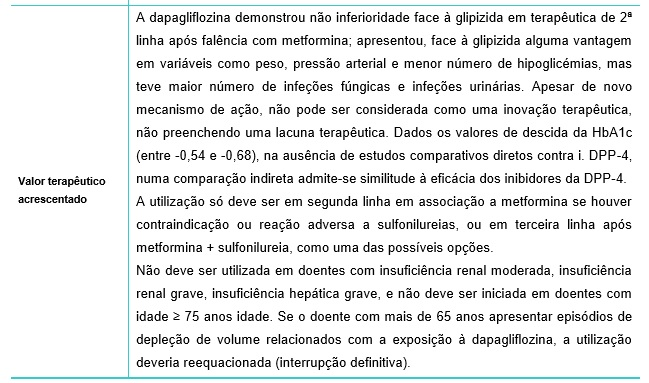 A dapagliflozina demonstrou não inferioridade face à glipizida em terapêutica de 2ª
linha após falência com metformina; apresentou, face à glipizida alguma vantagem
em variáveis como peso, pressão arterial e menor número de hipoglicémias, mas
teve maior número de infeções fúngicas e infeções urinárias. Apesar de novo
mecanismo de ação, não pode ser considerada como uma inovação terapêutica,
não preenchendo uma lacuna terapêutica. Dados os valores de descida da HbA1c
(entre -0,54 e -0,68), na ausência de estudos comparativos diretos contra i. DPP-4,
numa comparação indireta admite-se similitude à eficácia dos inibidores da DPP-4.
Valor terapêutico
acrescentado
A utilização só deve ser em segunda linha em associação a metformina se houver
contraindicação ou reação adversa a sulfonilureias, ou em terceira linha após
metformina + sulfonilureia, como uma das possíveis opções.
Não deve ser utilizada em doentes com insuficiência renal moderada, insuficiência
renal grave, insuficiência hepática grave, e não deve ser iniciada em doentes com
idade ≥ 75 anos idade. Se o doente com mais de 65 anos apresentar episódios de
depleção de volume relacionados com a exposição à dapagliflozina, a utilização
deveria reequacionada (interrupção definitiva).